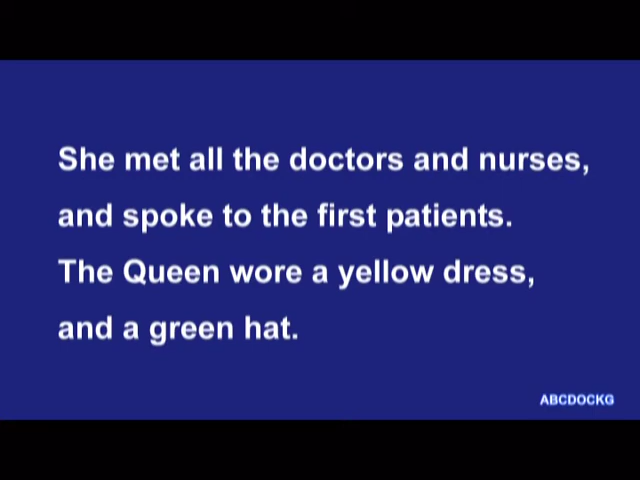 She met all the doctors and nurses,
and spoke to the first patients.
The Queen wore a yellow dress,
and a green hat.
ABCDOCKG